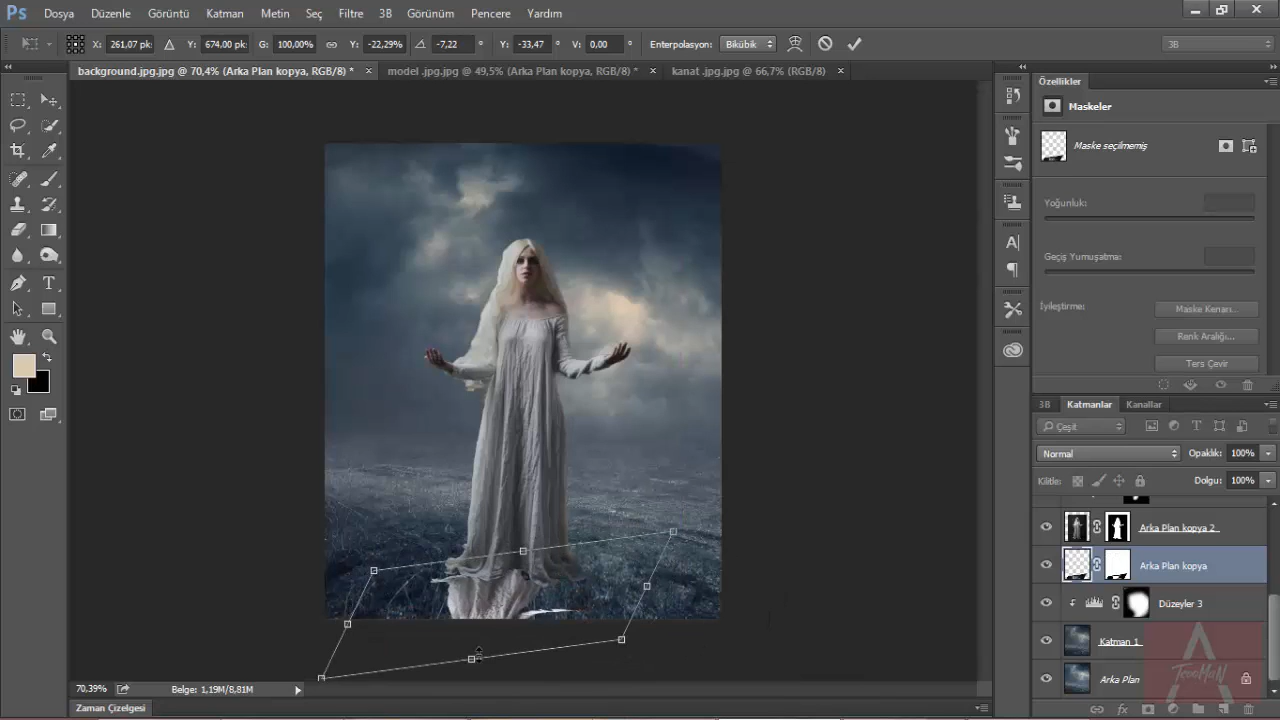 Ps Dosya Düzenle Görüntü Katman Metin Seç Filtre 3B Görünüm Pencere Yardım
X: 261,07 pk Y: 674.00 pk G: 100,00% Y: -22,29% -7,22 ° Y: -33,47 V: 0,00 ° Enterpolasyon: Bikübik 3B
background.jpg.jpg @ 70,4% (Arka Plan kopya, RGB/8) * × model .jpg.jpg @ 49,5% (Arka Plan kopya, RGB/8) * × kanat .jpg.jpg @ 66,7% (RGB/8) ×
Özellikler
Maskeler
Maske seçilmemiş
Yoğunluk:
Geçiş Yumuşatma:
İyileştirme:
Maske Kenarı...
Renk Aralığı...
Ters Çevir
3B Katmanlar Kanallar
Çeşit
Normal Opaklık: 100%
Kilitle: Dolgu: 100%
Arka Plan kopya 2
Arka Plan kopya
Düzeyler 3
Katman 1
Arka Plan
70,39% Belge: 1,19M/8,81M
Zaman Çizelgesi